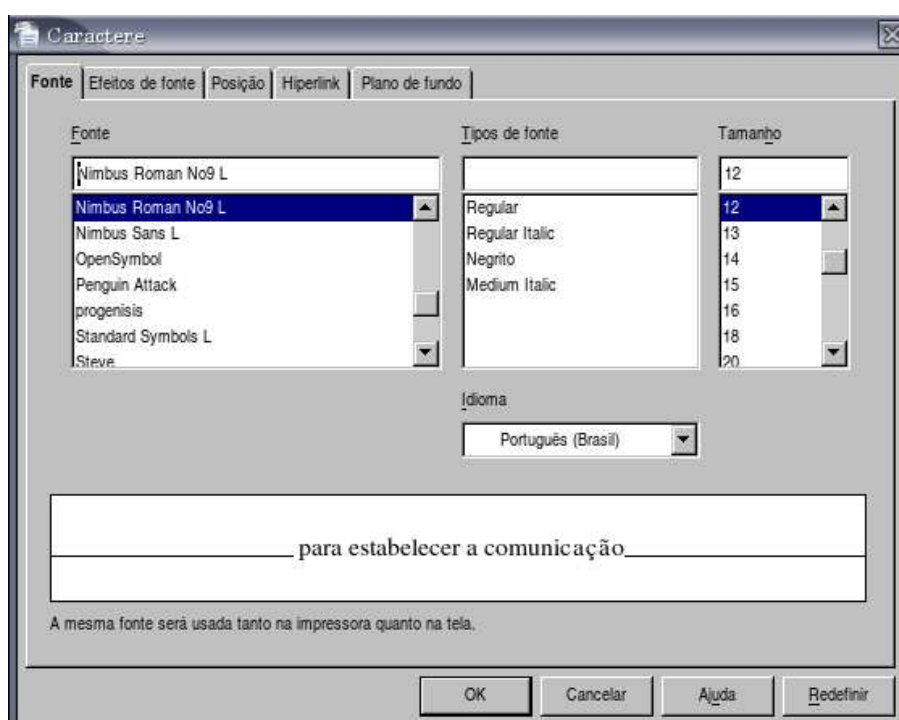 Caractere
Fonte Efeitos de fonte Posição Hiperlink Plano de fundo
Fonte Tipos de fonte Tamanho
Nimbus Roman No9 L 12
Nimbus Roman No9 L Regular 12
Nimbus Sans L Regular Italic 13
OpenSymbol Negrito 14
Penguin Attack Medium Italic 15
progenisis 16
Standard Symbols L 18
Steve 20
Idioma
Português (Brasil)
para estabelecer a comunicação
A mesma fonte será usada tanto na impressora quanto na tela.
OK Cancelar Ajuda Redefinir